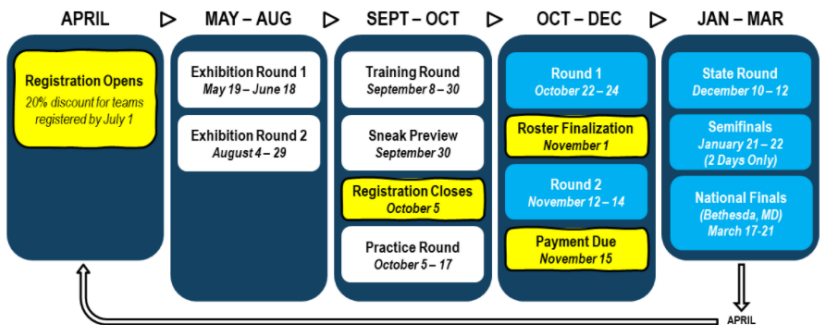 APRIL
MAY – AUG
SEPT – OCT
OCT – DEC
JAN – MAR
Registration Opens
20% discount for teams
registered by July 1
Exhibition Round 1
May 19 – June 18
Exhibition Round 2
August 4 – 29
Training Round
September 8 – 30
Sneak Preview
September 30
Registration Closes
October 5
Practice Round
October 5 – 17
Round 1
October 22 – 24
Roster Finalization
November 1
Round 2
November 12 – 14
Payment Due
November 15
State Round
December 10 – 12
Semifinals
January 21 – 22
(2 Days Only)
National Finals
(Bethesda, MD)
March 17-21
APRIL